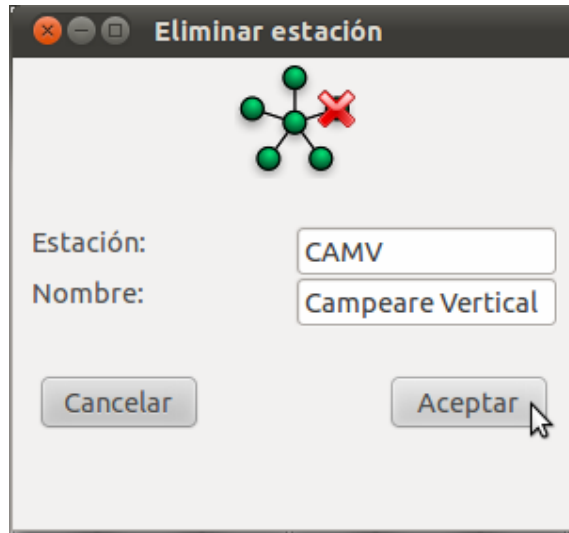 Eliminar estación
Estación:
CAMV
Nombre:
Campeare Vertical
Cancelar
Aceptar